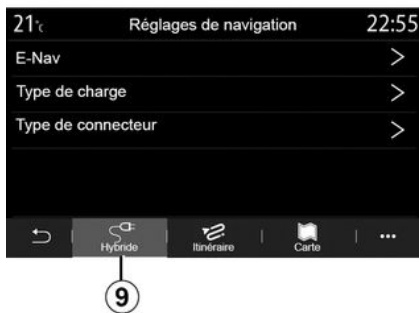 21°c Réglages de navigation 22:55
E-Nav >
Type de charge >
Type de connecteur >
Hybride Itinéraire Carte •••
9